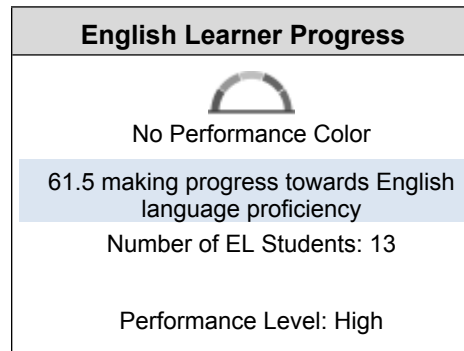 English Learner Progress
No Performance Color
61.5 making progress towards English
language proficiency
Number of EL Students: 13
Performance Level: High